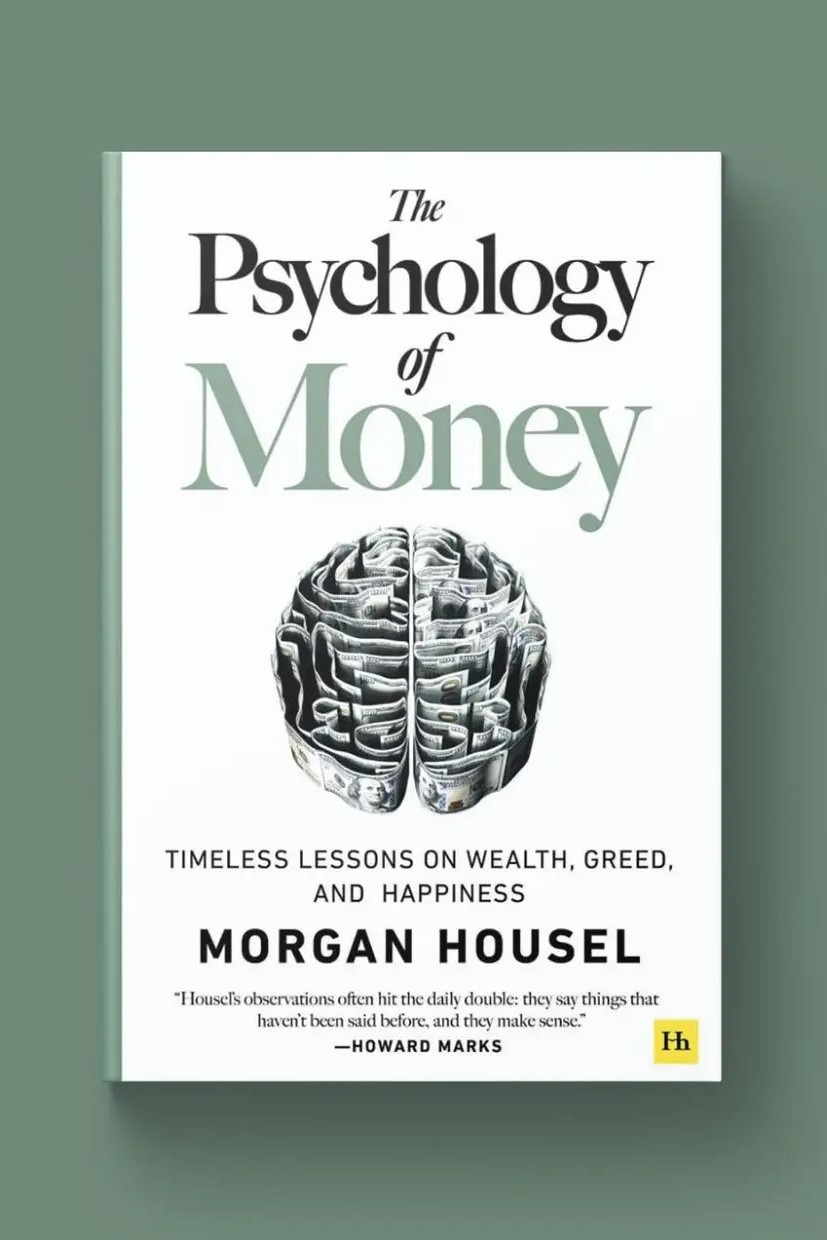 The
Psychology
of
Money
TIMELESS LESSONS ON WEALTH, GREED,
AND HAPPINESS
MORGAN HOUSEL
“Housel’s observations often hit the daily double: they say things that
haven’t been said before, and they make sense.”
—HOWARD MARKS
Hh